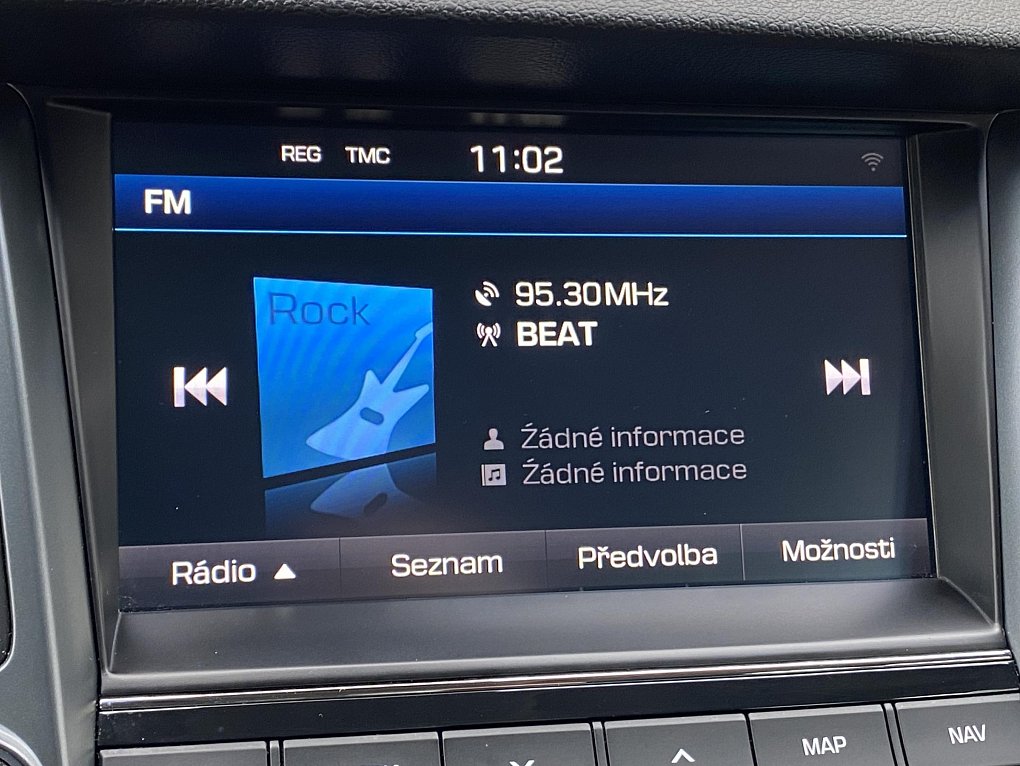 REG TMC 11:02
FM
Rock
95.30MHz
BEAT
Žádné informace
Žádné informace
Rádio Seznam Předvolba Možnosti
MAP NAV